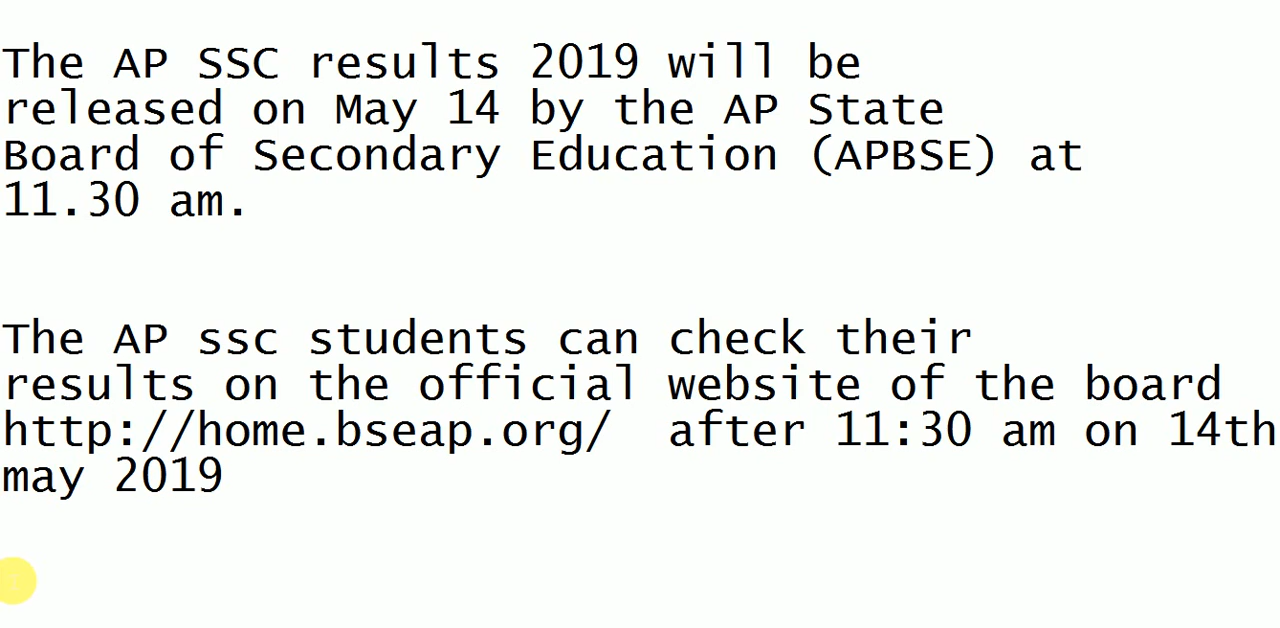 The AP SSC results 2019 will be
released on May 14 by the AP State
Board of Secondary Education (APBSE) at
11.30 am.
The AP ssc students can check their
results on the official website of the board
http://home.bseap.org/  after 11:30 am on 14th
may 2019